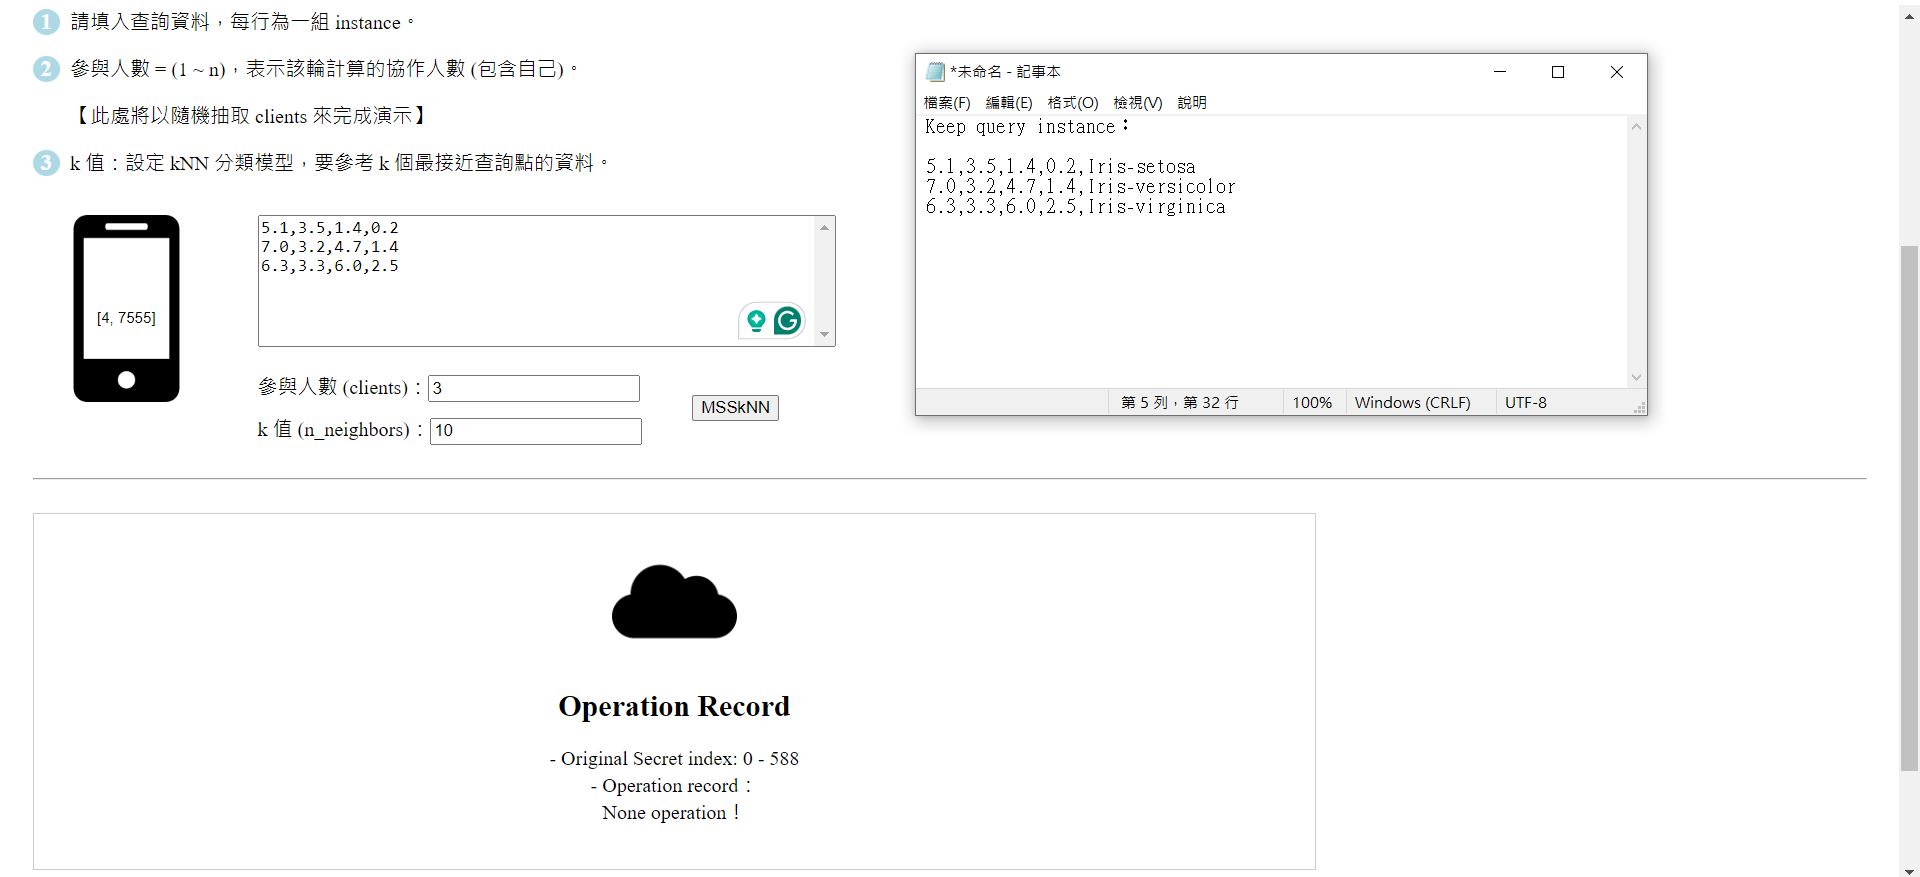 1 請填入查詢資料，每行為一組 instance。
2 參與人數 = (1 ~ n)，表示該輪計算的協作人數 (包含自己)。
【此處將以隨機抽取 clients 來完成演示】
3 k 值：設定 kNN 分類模型，要參考 k 個最接近查詢點的資料。
[4, 7555]
5.1,3.5,1.4,0.2
7.0,3.2,4.7,1.4
6.3,3.3,6.0,2.5
G
參與人數 (clients)：3
k 值 (n_neighbors)：10
MSSkNN
*未命名 - 記事本
檔案(F) 編輯(E) 格式(O) 檢視(V) 說明
Keep query instance：
5.1,3.5,1.4,0.2,Iris-setosa
7.0,3.2,4.7,1.4,Iris-versicolor
6.3,3.3,6.0,2.5,Iris-virginica
第 5 列，第 32 行 100% Windows (CRLF) UTF-8
Operation Record
- Original Secret index: 0 - 588
- Operation record：
None operation！